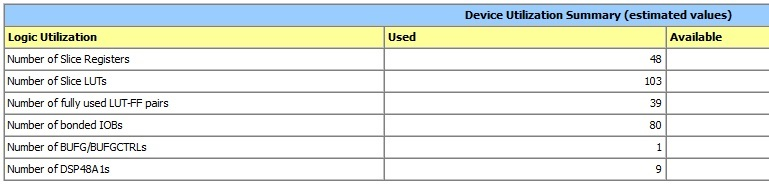 Device Utilization Summary (estimated values)
Logic Utilization Used Available
Number of Slice Registers 48
Number of Slice LUTs 103
Number of fully used LUT-FF pairs 39
Number of bonded IOBs 80
Number of BUFG/BUFGCTRLs 1
Number of DSP48A1s 9